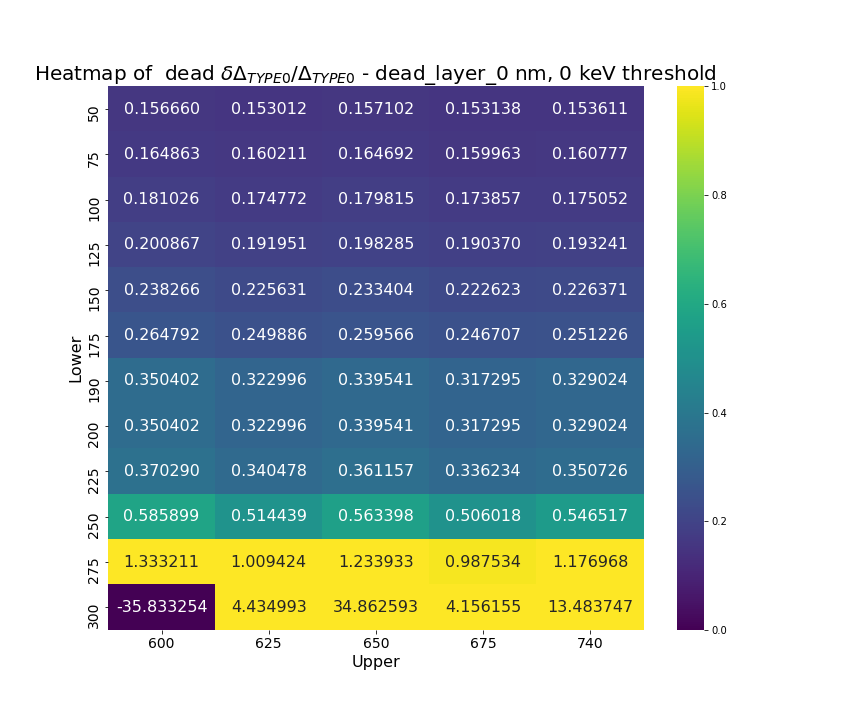 Heatmap of  dead δΔ_{TYPE0}/Δ_{TYPE0} - dead_layer_0 nm, 0 keV threshold
50 0.156660 0.153012 0.157102 0.153138 0.153611
75 0.164863 0.160211 0.164692 0.159963 0.160777
100 0.181026 0.174772 0.179815 0.173857 0.175052
125 0.200867 0.191951 0.198285 0.190370 0.193241
150 0.238266 0.225631 0.233404 0.222623 0.226371
175 0.264792 0.249886 0.259566 0.246707 0.251226
190 0.350402 0.322996 0.339541 0.317295 0.329024
200 0.350402 0.322996 0.339541 0.317295 0.329024
225 0.370290 0.340478 0.361157 0.336234 0.350726
250 0.585899 0.514439 0.563398 0.506018 0.546517
275 1.333211 1.009424 1.233933 0.987534 1.176968
300 -35.833254 4.434993 34.862593 4.156155 13.483747
600 625 650 675 740
Upper
Lower
1.0
0.8
0.6
0.4
0.2
0.0